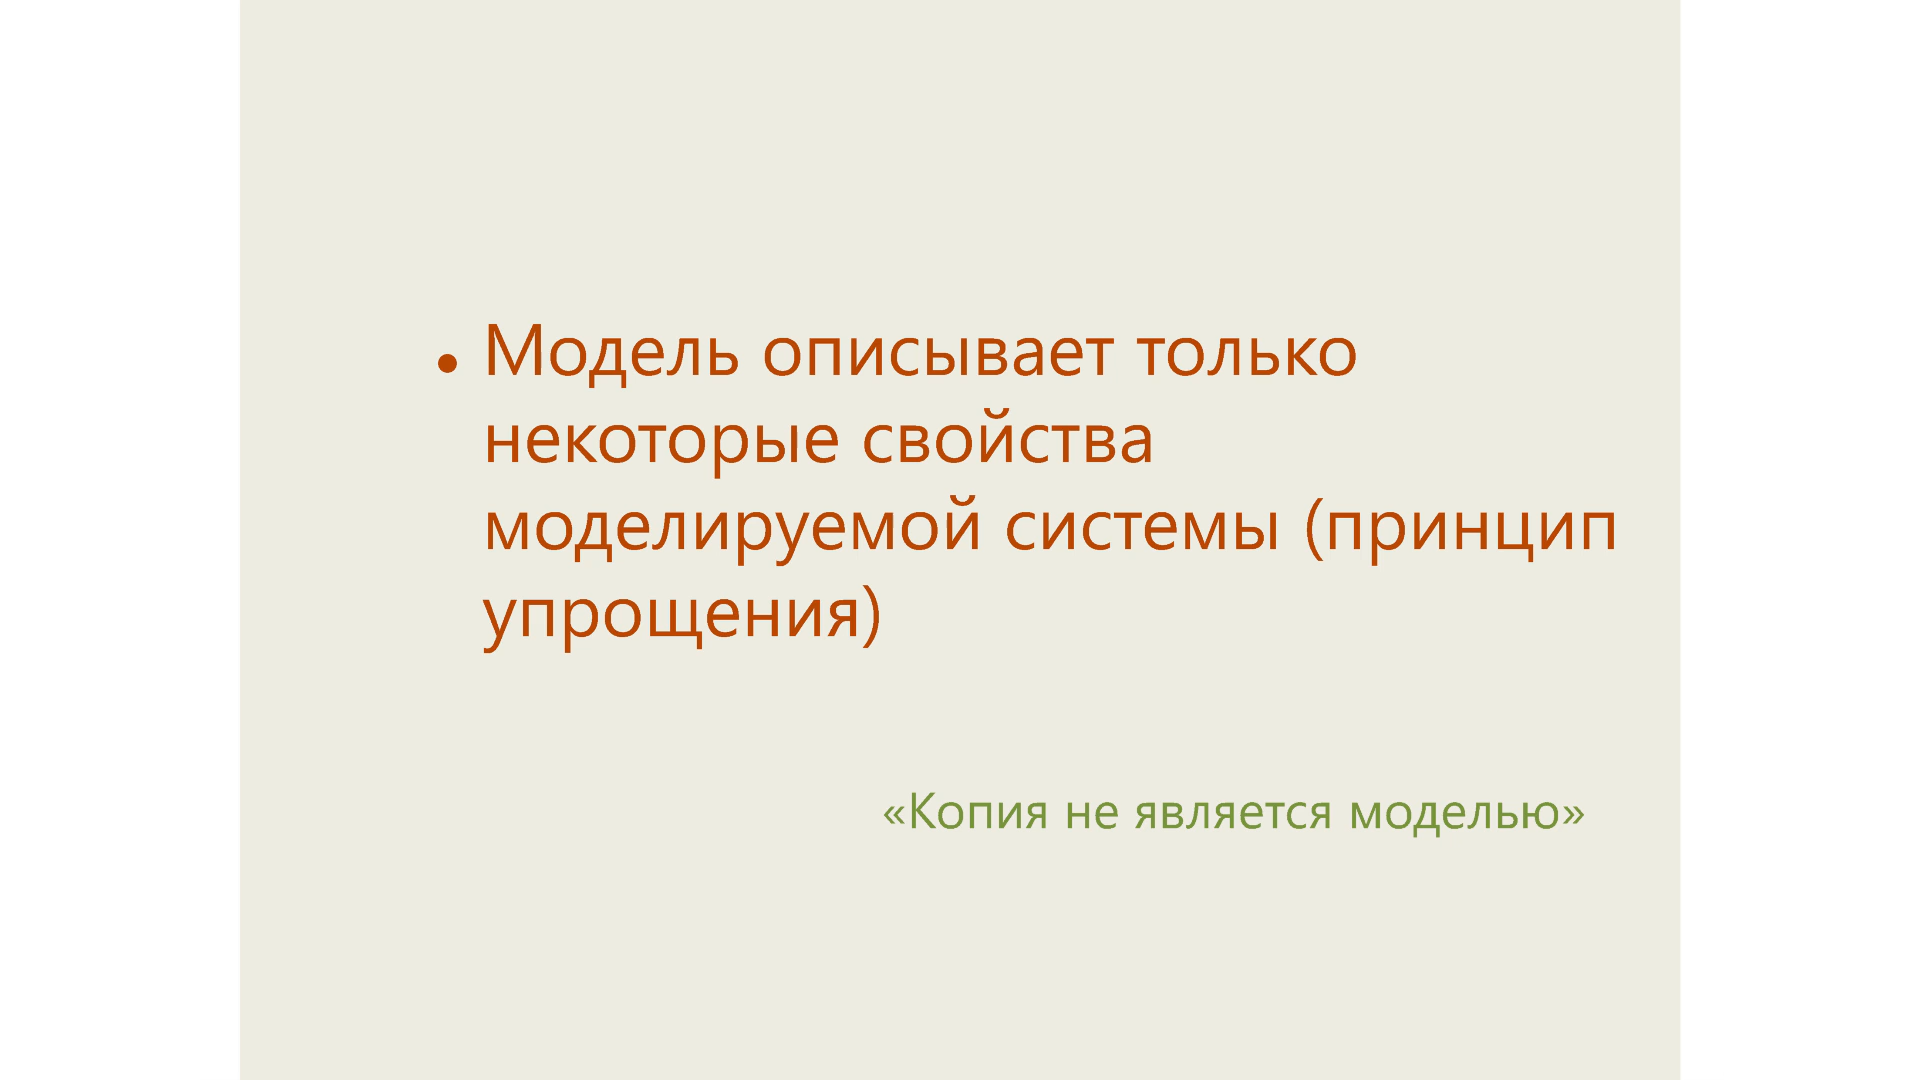 • Модель описывает только
некоторые свойства
моделируемой системы (принцип
упрощения)
«Копия не является моделью»